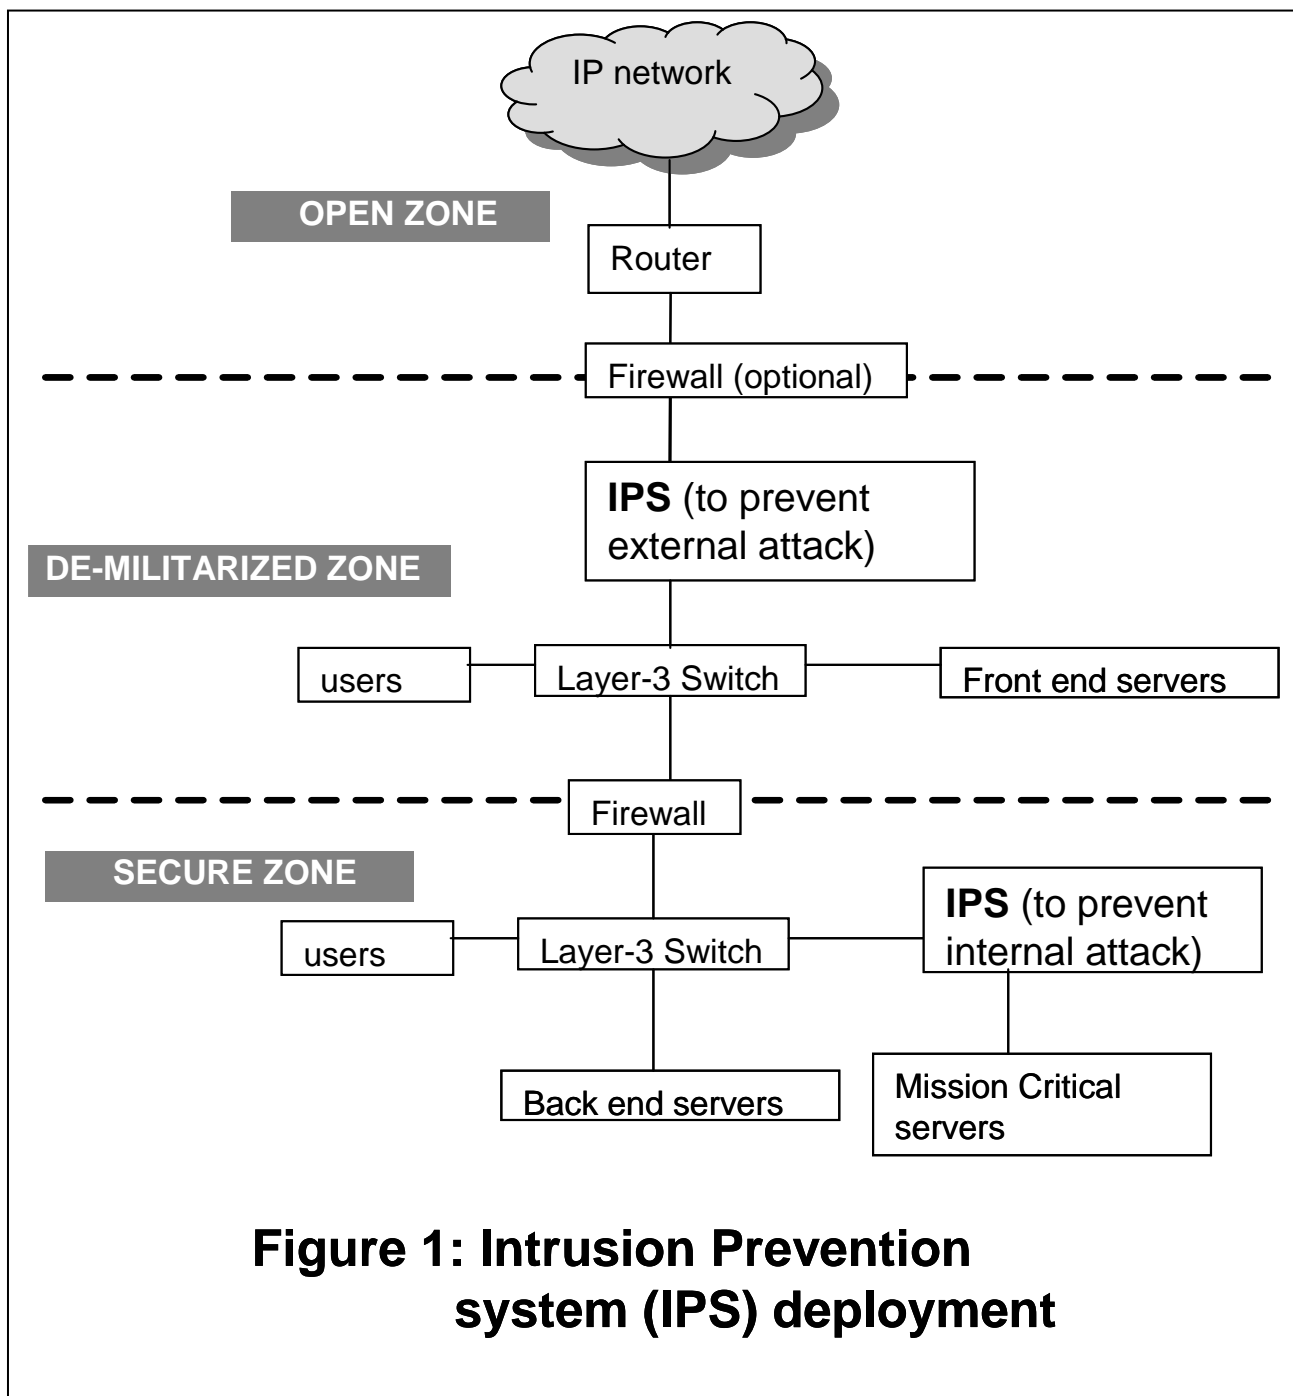 IP network
OPEN ZONE
Router
Firewall (optional)
IPS (to prevent
external attack)
DE-MILITARIZED ZONE
users
Layer-3 Switch
Front end servers
Firewall
SECURE ZONE
IPS (to prevent
internal attack)
users
Layer-3 Switch
Back end servers
Mission Critical
servers
Figure 1: Intrusion Prevention
system (IPS) deployment